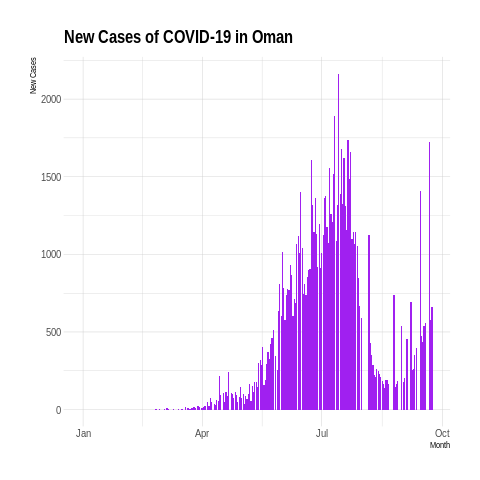 New Cases of COVID-19 in Oman
New Cases
2000
1500
1000
500
0
Jan Apr Jul Oct
Month